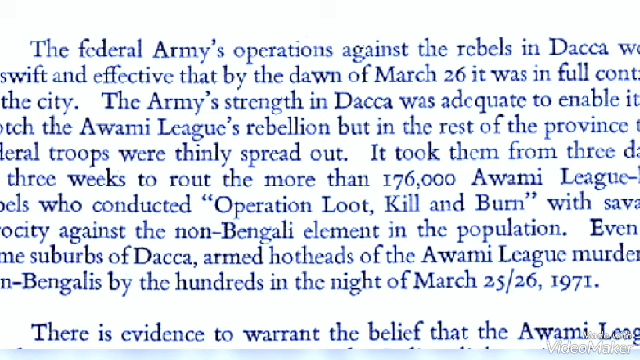 The federal Army's operations against the rebels in Dacca we
swift and effective that by the dawn of March 26 it was in full cont
the city. The Army's strength in Dacca was adequate to enable it
otch the Awami League's rebellion but in the rest of the province t
deral troops were thinly spread out. It took them from three da
three weeks to rout the more than 176,000 Awami League-l
bels who conducted "Operation Loot, Kill and Burn" with sava
rocity against the non-Bengali element in the population. Even
me suburbs of Dacca, armed hotheads of the Awami League murder
n-Bengalis by the hundreds in the night of March 25/26, 1971.
There is evidence to warrant the belief that the Awami Leag
VideoMaker